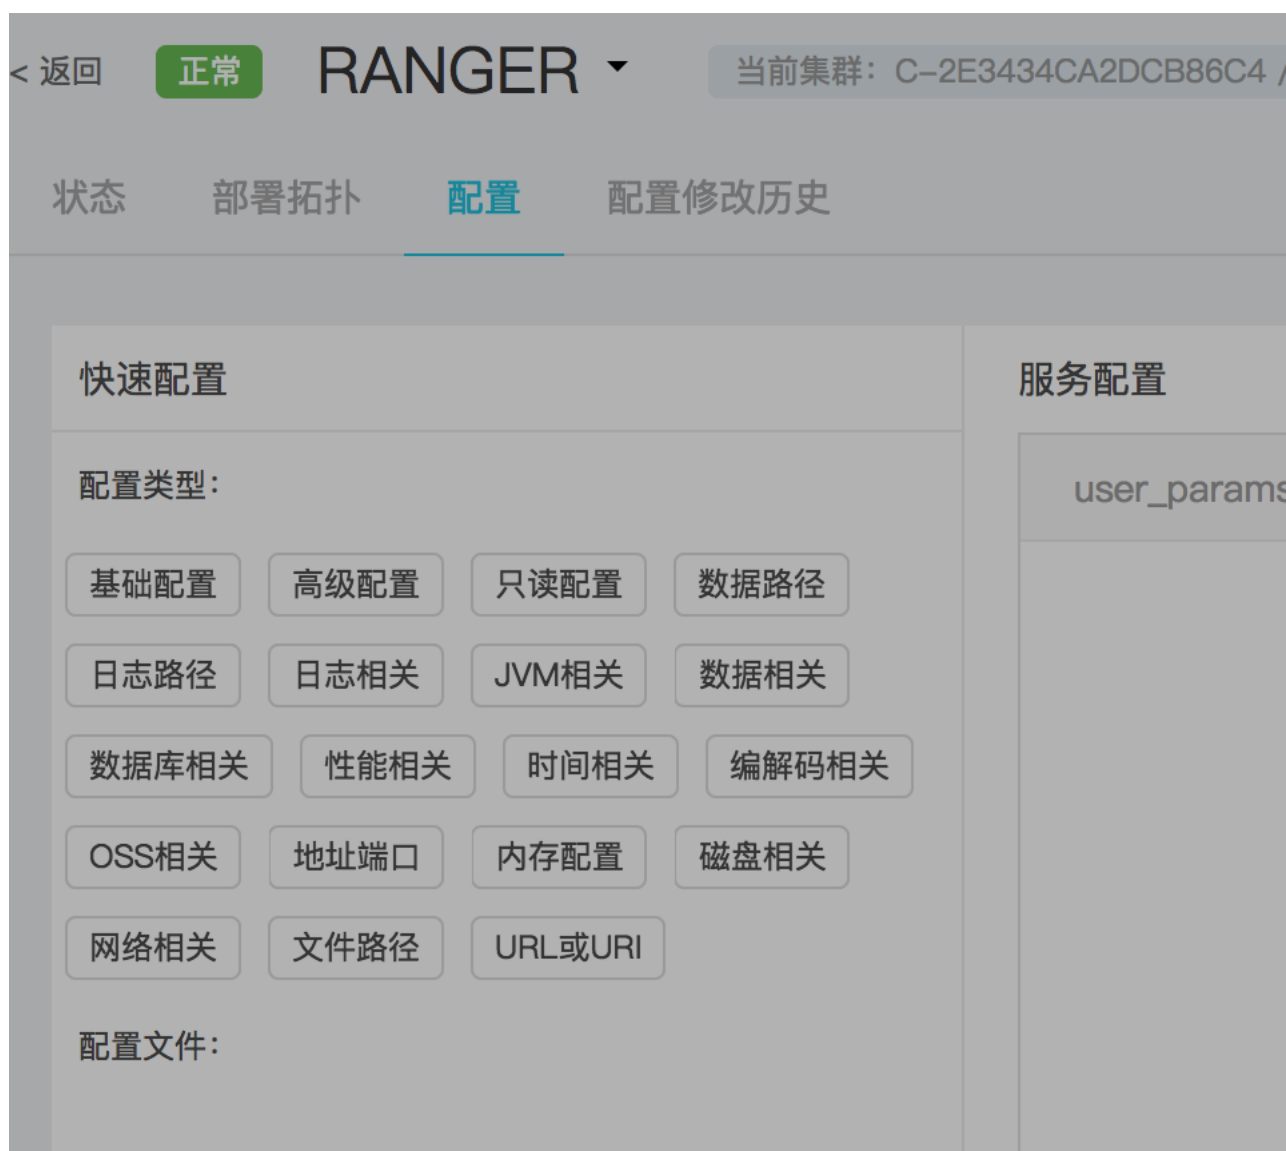 < 返回 正常 RANGER 当前集群：C-2E3434CA2DCB86C4 /
状态 部署拓扑 配置 配置修改历史
快速配置
服务配置
配置类型：
user_params
基础配置 高级配置 只读配置 数据路径
日志路径 日志相关 JVM相关 数据相关
数据库相关 性能相关 时间相关 编解码相关
OSS相关 地址端口 内存配置 磁盘相关
网络相关 文件路径 URL或URI
配置文件：